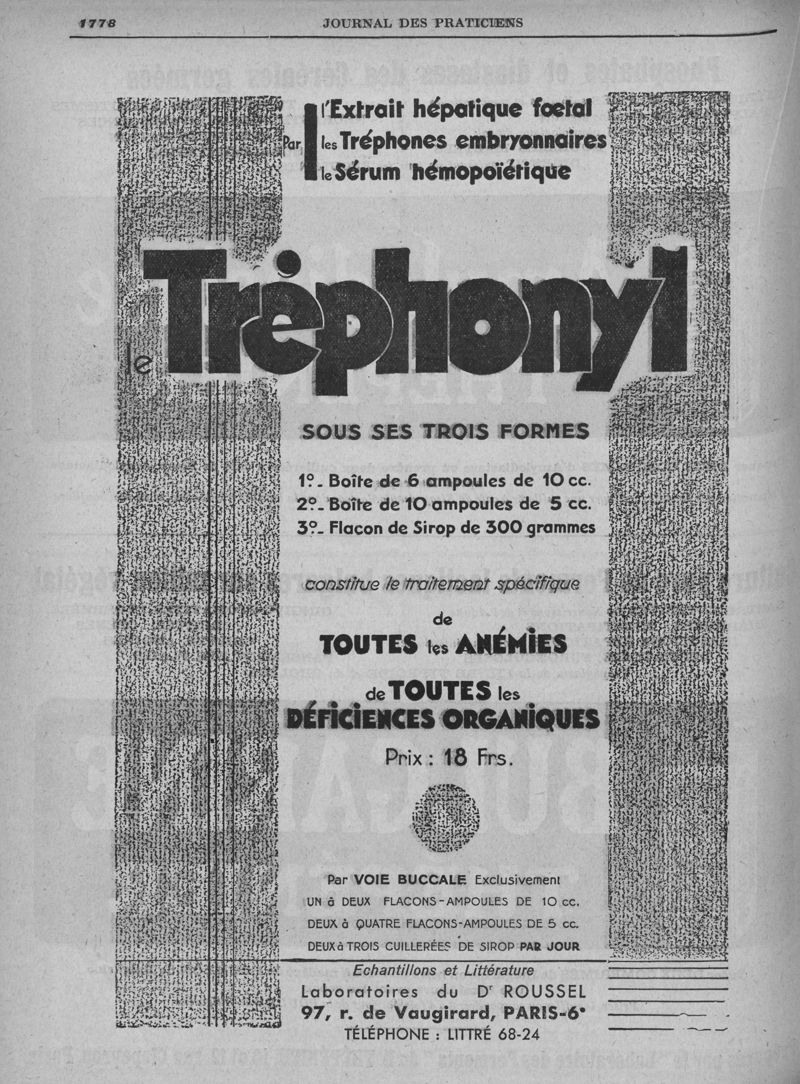 1778
JOURNAL DES PRATICIENS
Par
l'Extrait hépatique fœtal
les Tréphones embryonnaires
le Sérum hémopoïétique
le Tréphonyl
SOUS SES TROIS FORMES
1º_ Boîte de 6 ampoules de 10 cc.
2º_ Boîte de 10 ampoules de 5 cc.
3º_ Flacon de Sirop de 300 grammes
constitue le traitement spécifique
de
TOUTES les ANÉMIES
de TOUTES les
DÉFICIENCES ORGANIQUES
Prix : 18 Frs.
Par VOIE BUCCALE Exclusivement
UN à DEUX FLACONS-AMPOULES DE 10 cc.
DEUX à QUATRE FLACONS-AMPOULES DE 5 cc.
DEUX à TROIS CUILLERÉES DE SIROP PAR JOUR
Echantillons et Littérature
Laboratoires du Dr ROUSSEL
97, r. de Vaugirard, PARIS-6e
TÉLÉPHONE : LITTRÉ 68-24